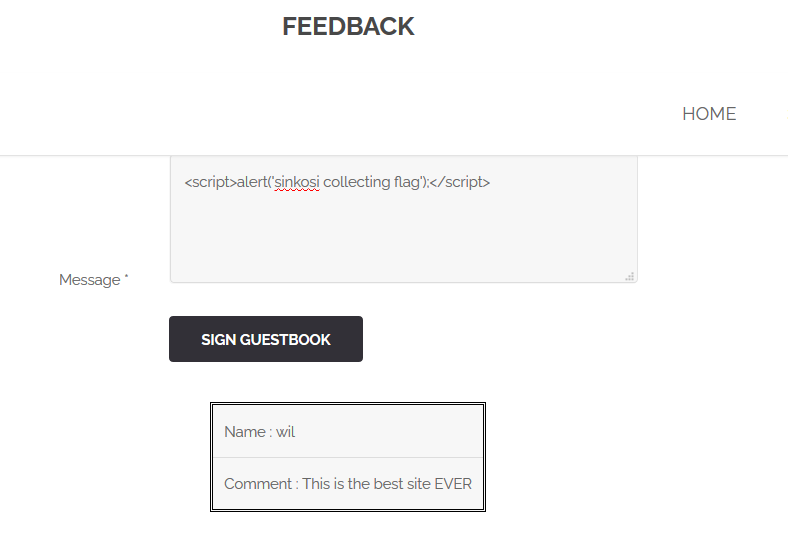 FEEDBACK
HOME
<script>alert('sinkosi collecting flag');</script>
Message *
SIGN GUESTBOOK
Name : wil
Comment : This is the best site EVER